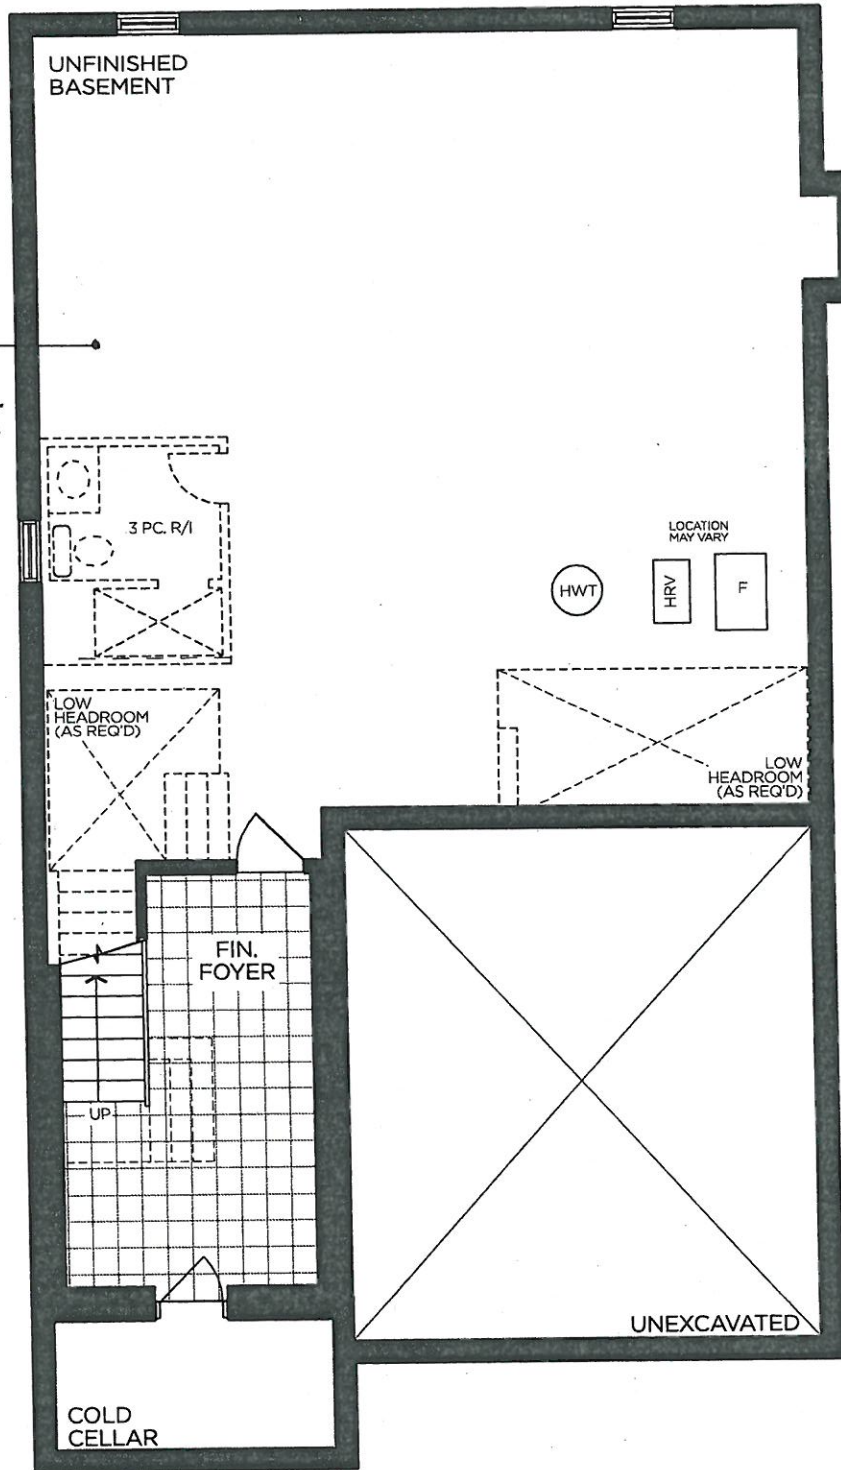 UNFINISHED
BASEMENT
3 PC. R/I
LOCATION
MAY VARY
HWT
HRV
F
LOW
HEADROOM
(AS REQ'D)
LOW
HEADROOM
(AS REQ'D)
FIN.
FOYER
UP
UNEXCAVATED
COLD
CELLAR